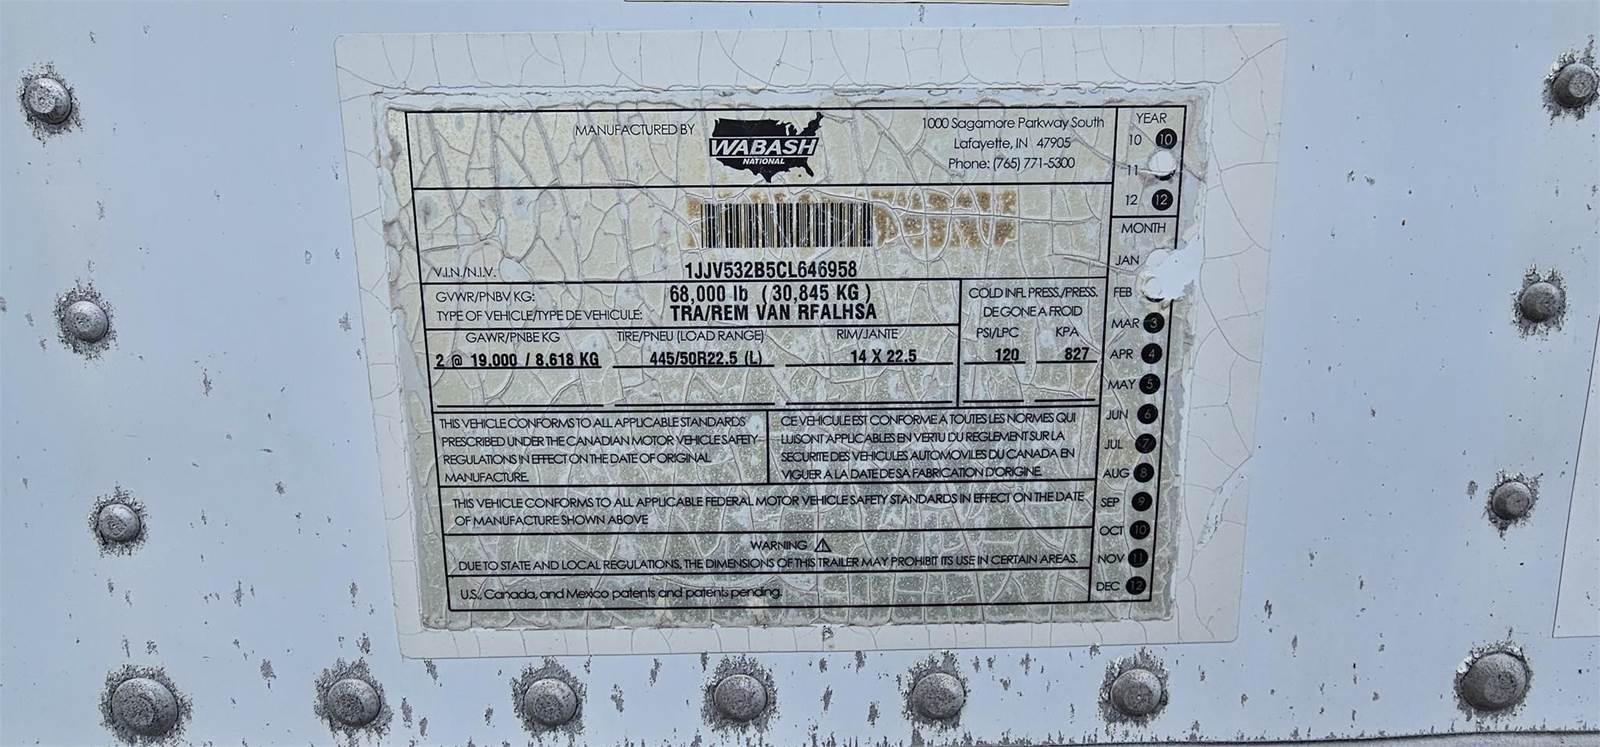 MANUFACTURED BY
WABASH
NATIONAL
1000 Sagamore Parkway South
Lafayette, IN 47905
Phone: (765) 771-5300
YEAR
10 10
11
12 12
MONTH
JAN
FEB
MAR 3
APR 4
MAY 5
JUN 6
JUL 7
AUG 8
SEP 9
OCT 10
NOV 11
DEC 12
V.I.N./N.I.V. 1JJV532B5CL646958
GVWR/PNBV KG: 68,000 lb (30,845 KG)
TYPE OF VEHICLE/TYPE DE VEHICULE: TRA/REM VAN RFALHSA
COLD INFL PRESS./PRESS.
DE GONE A FROID
GAWR/PNBE KG TIRE/PNEU (LOAD RANGE) RIM/JANTE PSI/LPC KPA
2 @ 19,000 / 8,618 KG 445/50R22.5 (L) 14 X 22.5 120 827
THIS VEHICLE CONFORMS TO ALL APPLICABLE STANDARDS
PRESCRIBED UNDER THE CANADIAN MOTOR VEHICLE SAFETY
REGULATIONS IN EFFECT ON THE DATE OF ORIGINAL
MANUFACTURE.
CE VEHICULE EST CONFORME A TOUTES LES NORMES QUI
LUI SONT APPLICABLES EN VERTU DU REGLEMENT SUR LA
SECURITE DES VEHICULES AUTOMOVILES DU CANADA EN
VIGUER A LA DATE DE SA FABRICATION D'ORIGINE.
THIS VEHICLE CONFORMS TO ALL APPLICABLE FEDERAL MOTOR VEHICLE SAFETY STANDARDS IN EFFECT ON THE DATE
OF MANUFACTURE SHOWN ABOVE
WARNING
DUE TO STATE AND LOCAL REGULATIONS, THE DIMENSIONS OF THIS TRAILER MAY PROHIBIT ITS USE IN CERTAIN AREAS.
U.S., Canada, and Mexico patents and patents pending.